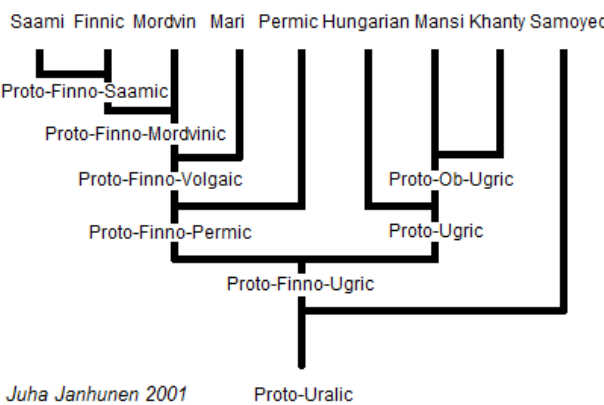 Saami Finnic Mordvin Mari Permic Hungarian Mansi Khanty Samoyed
Proto-Finno-Saamic
Proto-Finno-Mordvinic
Proto-Finno-Volgaic Proto-Ob-Ugric
Proto-Finno-Permic Proto-Ugric
Proto-Finno-Ugric
Juha Janhunen 2001 Proto-Uralic